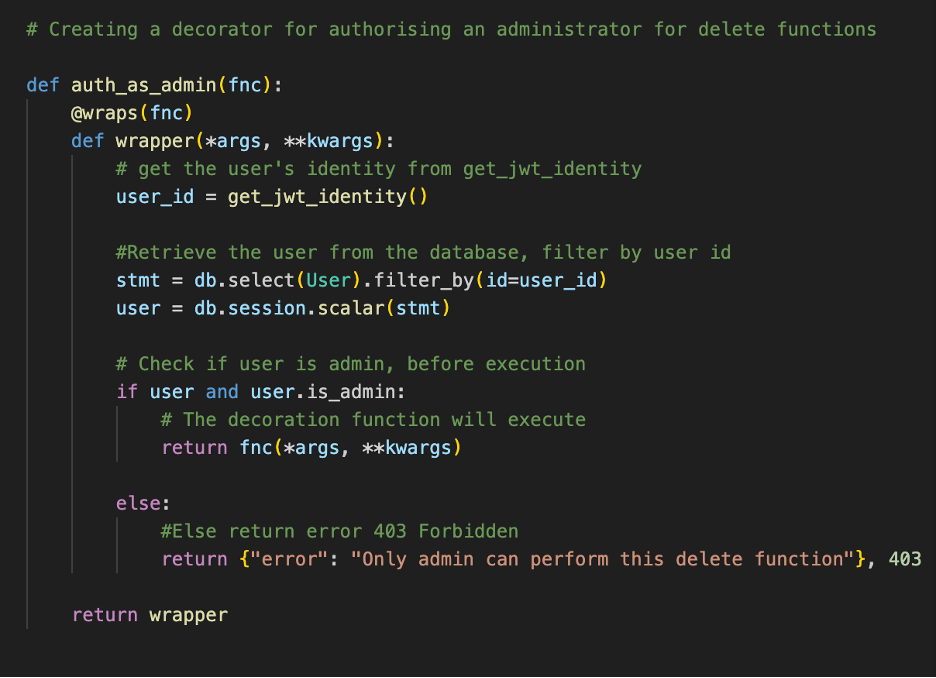 # Creating a decorator for authorising an administrator for delete functions
def auth_as_admin(fnc):
@wraps(fnc)
def wrapper(*args, **kwargs):
# get the user's identity from get_jwt_identity
user_id = get_jwt_identity()
#Retrieve the user from the database, filter by user id
stmt = db.select(User).filter_by(id=user_id)
user = db.session.scalar(stmt)
# Check if user is admin, before execution
if user and user.is_admin:
# The decoration function will execute
return fnc(*args, **kwargs)
else:
#Else return error 403 Forbidden
return {"error": "Only admin can perform this delete function"}, 403
return wrapper